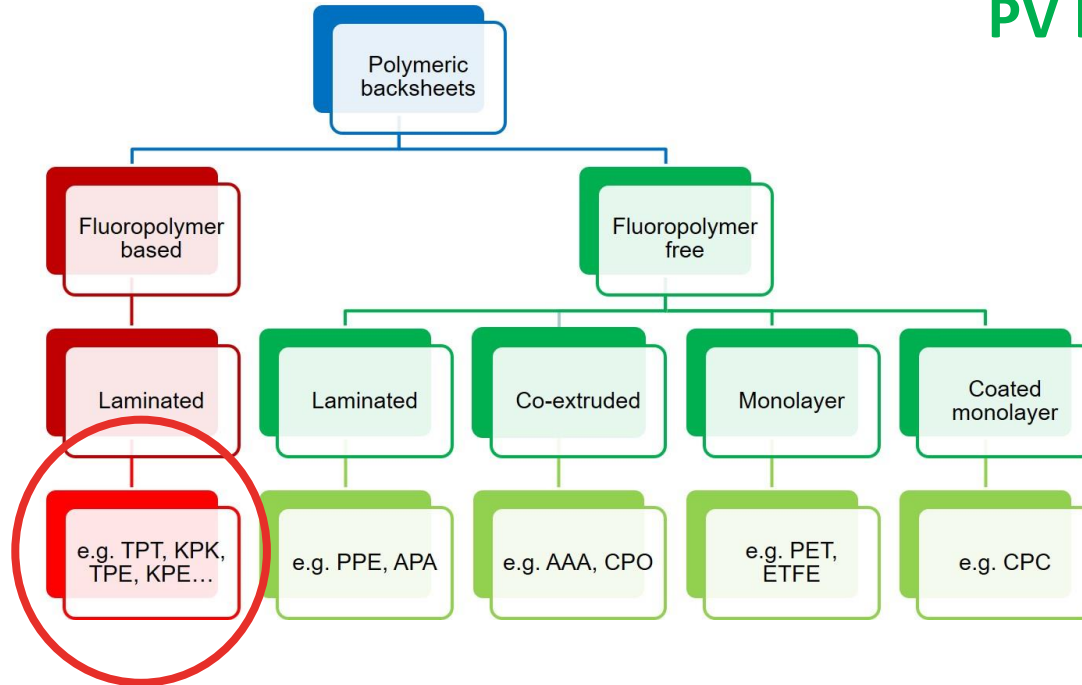 PV
Polymeric
backsheets
Fluoropolymer
based
Fluoropolymer
free
Laminated
Laminated
Co-extruded
Monolayer
Coated
monolayer
e.g. TPT, KPK,
TPE, KPE...
e.g. PPE, APA
e.g. AAA, CPO
e.g. PET,
ETFE
e.g. CPC